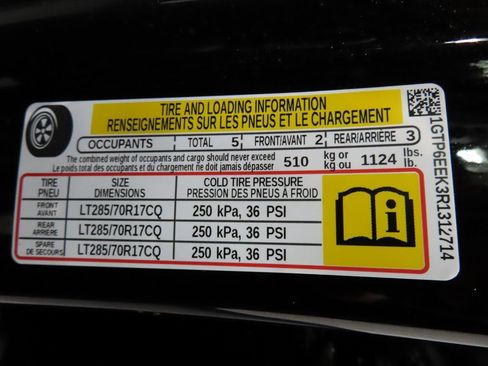 TIRE AND LOADING INFORMATION
RENSEIGNEMENTS SUR LES PNEUS ET LE CHARGEMENT
OCCUPANTS TOTAL 5 FRONT/AVANT 2 REAR/ARRIÈRE 3
The combined weight of occupants and cargo should never exceed
Le poids total des occupants et du chargement ne doit jamais dépasser
510 kg or kg ou 1124 lbs. lb.
TIRE PNEU SIZE DIMENSIONS COLD TIRE PRESSURE PRESSION DES PNEUS A FROID
FRONT AVANT LT285/70R17CQ 250 kPa, 36 PSI
REAR ARRIÈRE LT285/70R17CQ 250 kPa, 36 PSI
SPARE DE SECOURS LT285/70R17CQ 250 kPa, 36 PSI
1GTP6EEK3R1312714